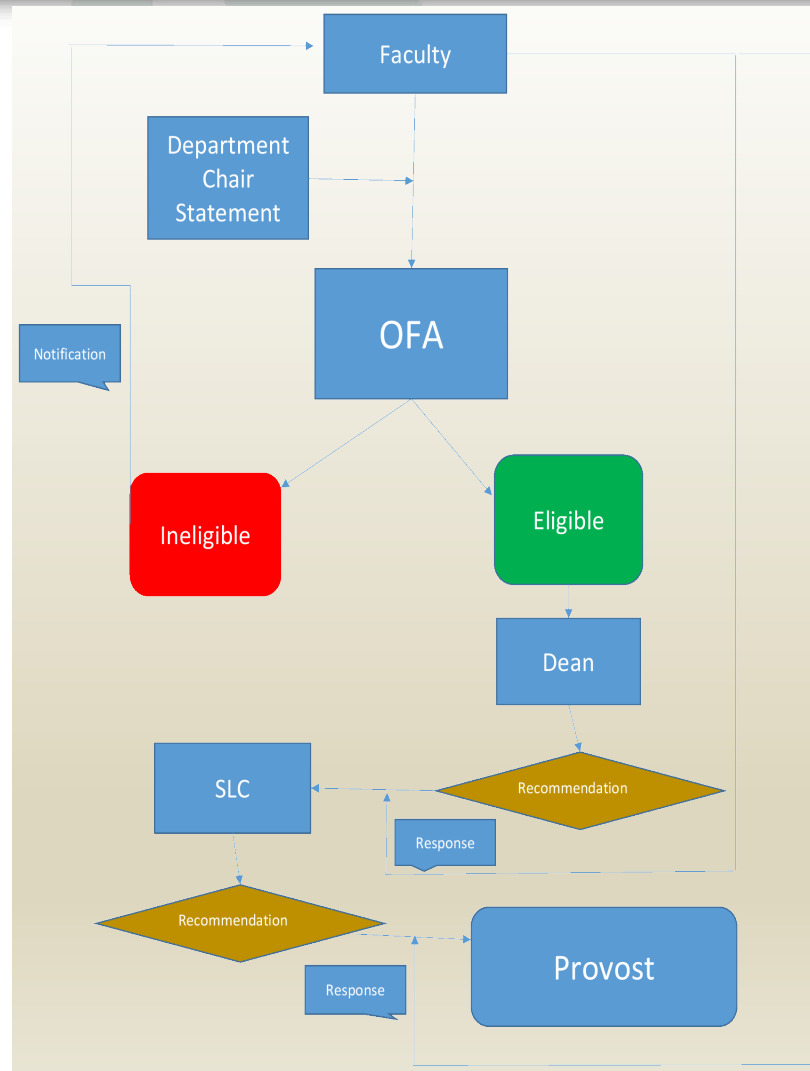 Faculty
Department
Chair
Statement
OFA
Notification
Ineligible
Eligible
Dean
SLC
Recommendation
Response
Recommendation
Response
Provost